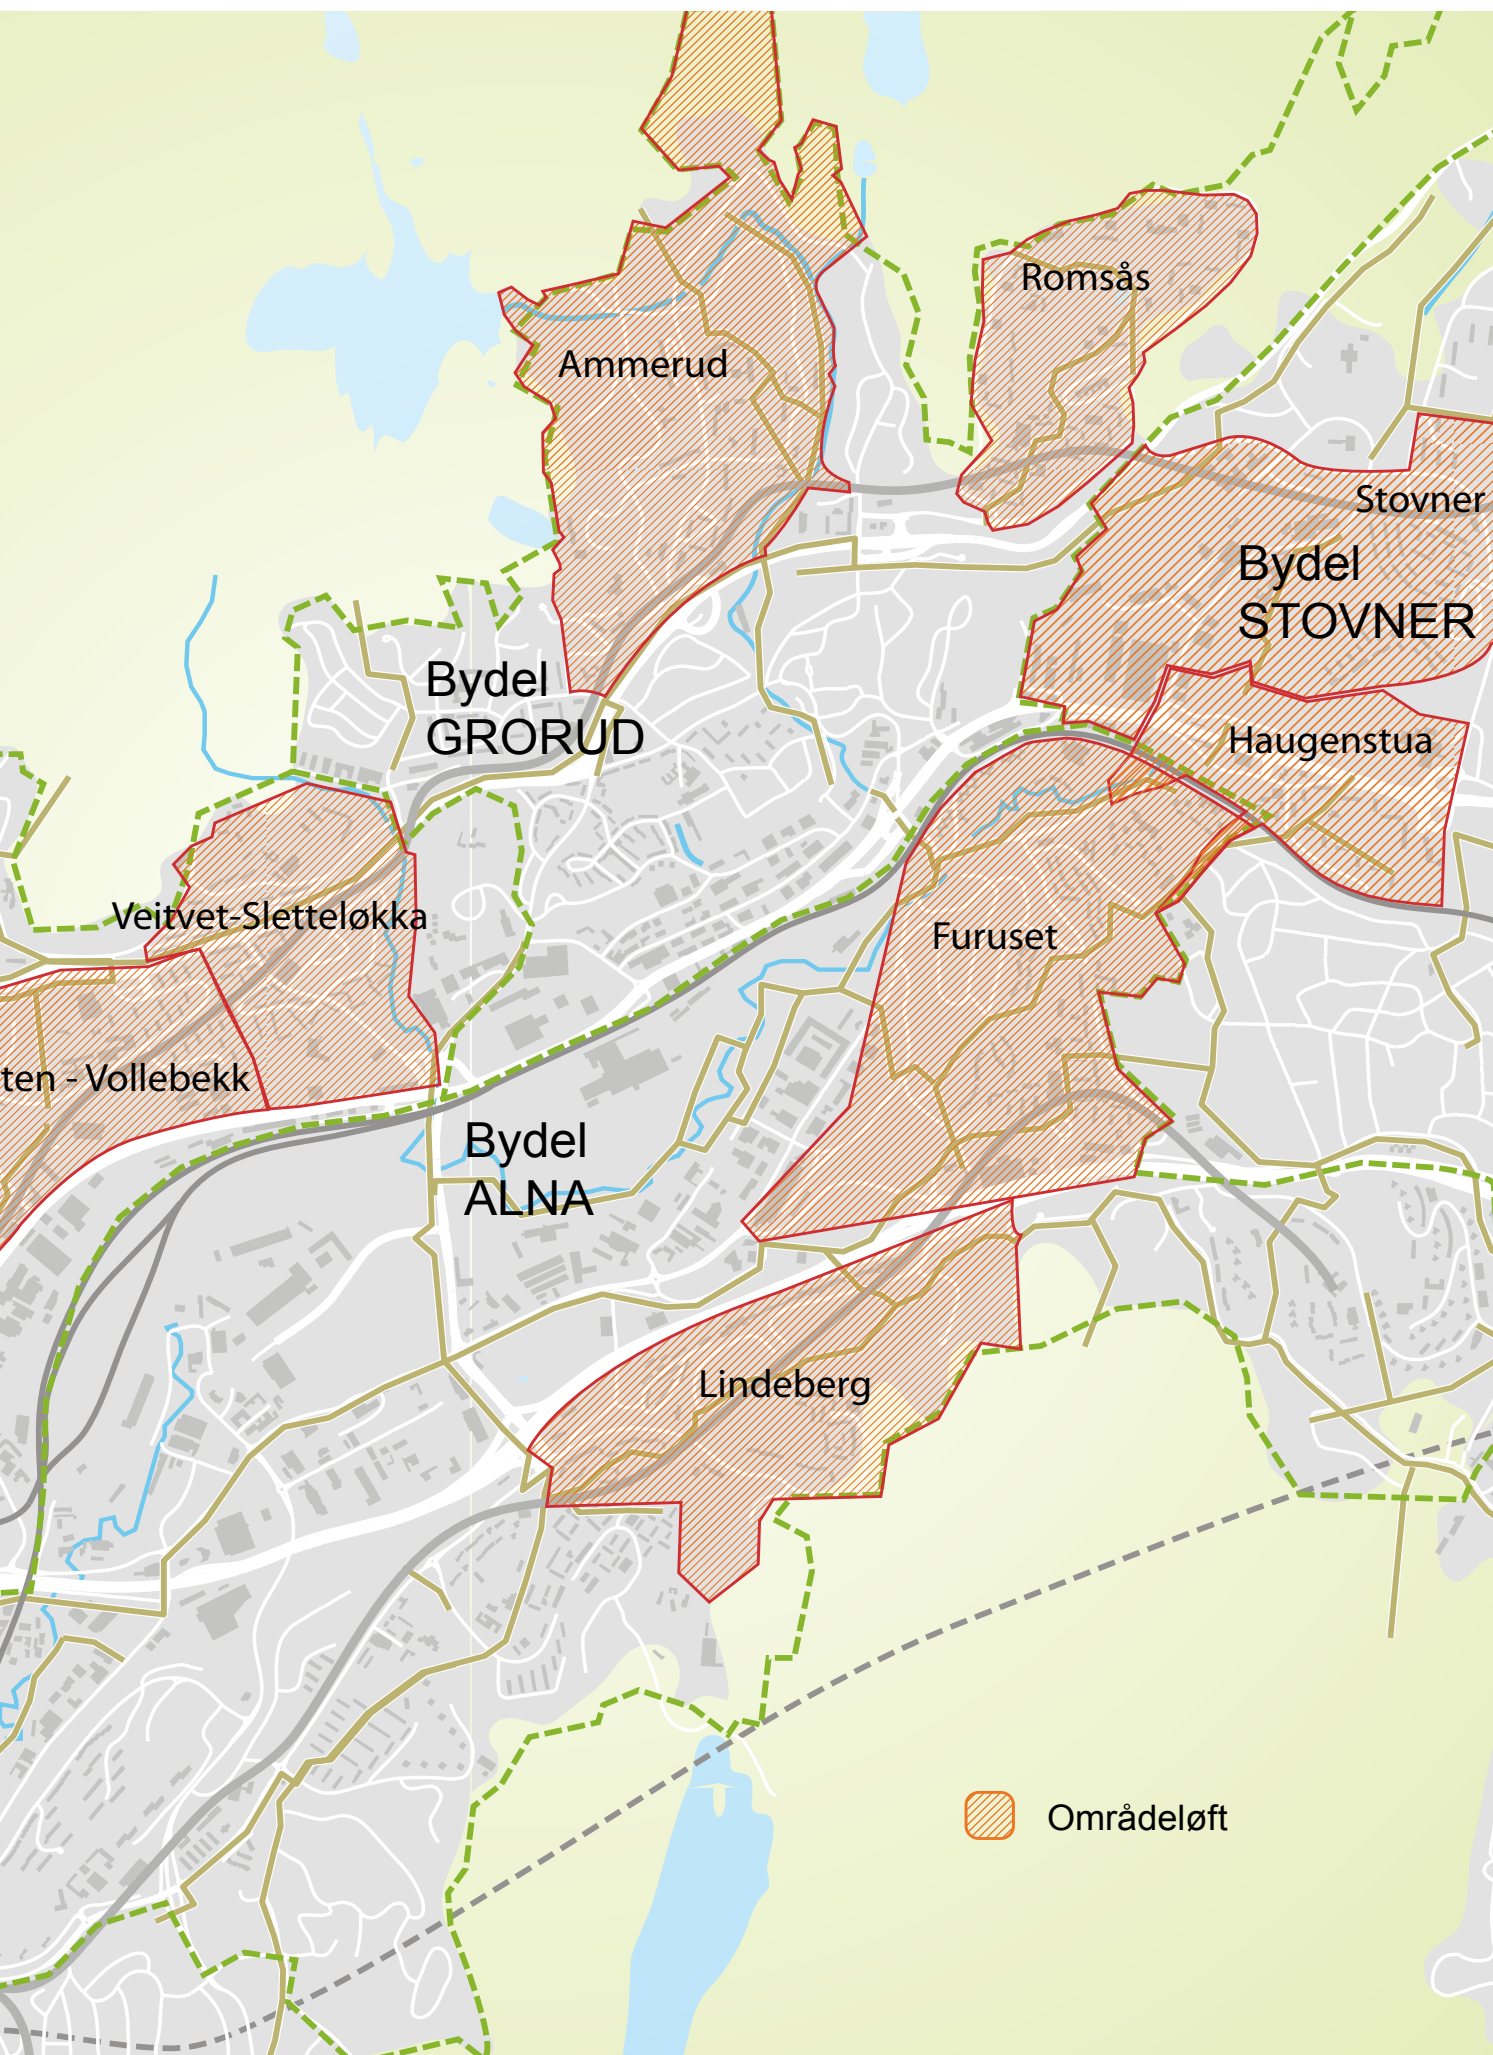 Romsås
Ammerud
Stovner
Bydel
STOVNER
Bydel
GRORUD
Haugenstua
Veitvet-Sletteløkka
Furuset
ten - Vollebekk
Bydel
ALNA
Lindeberg
Områdeløft